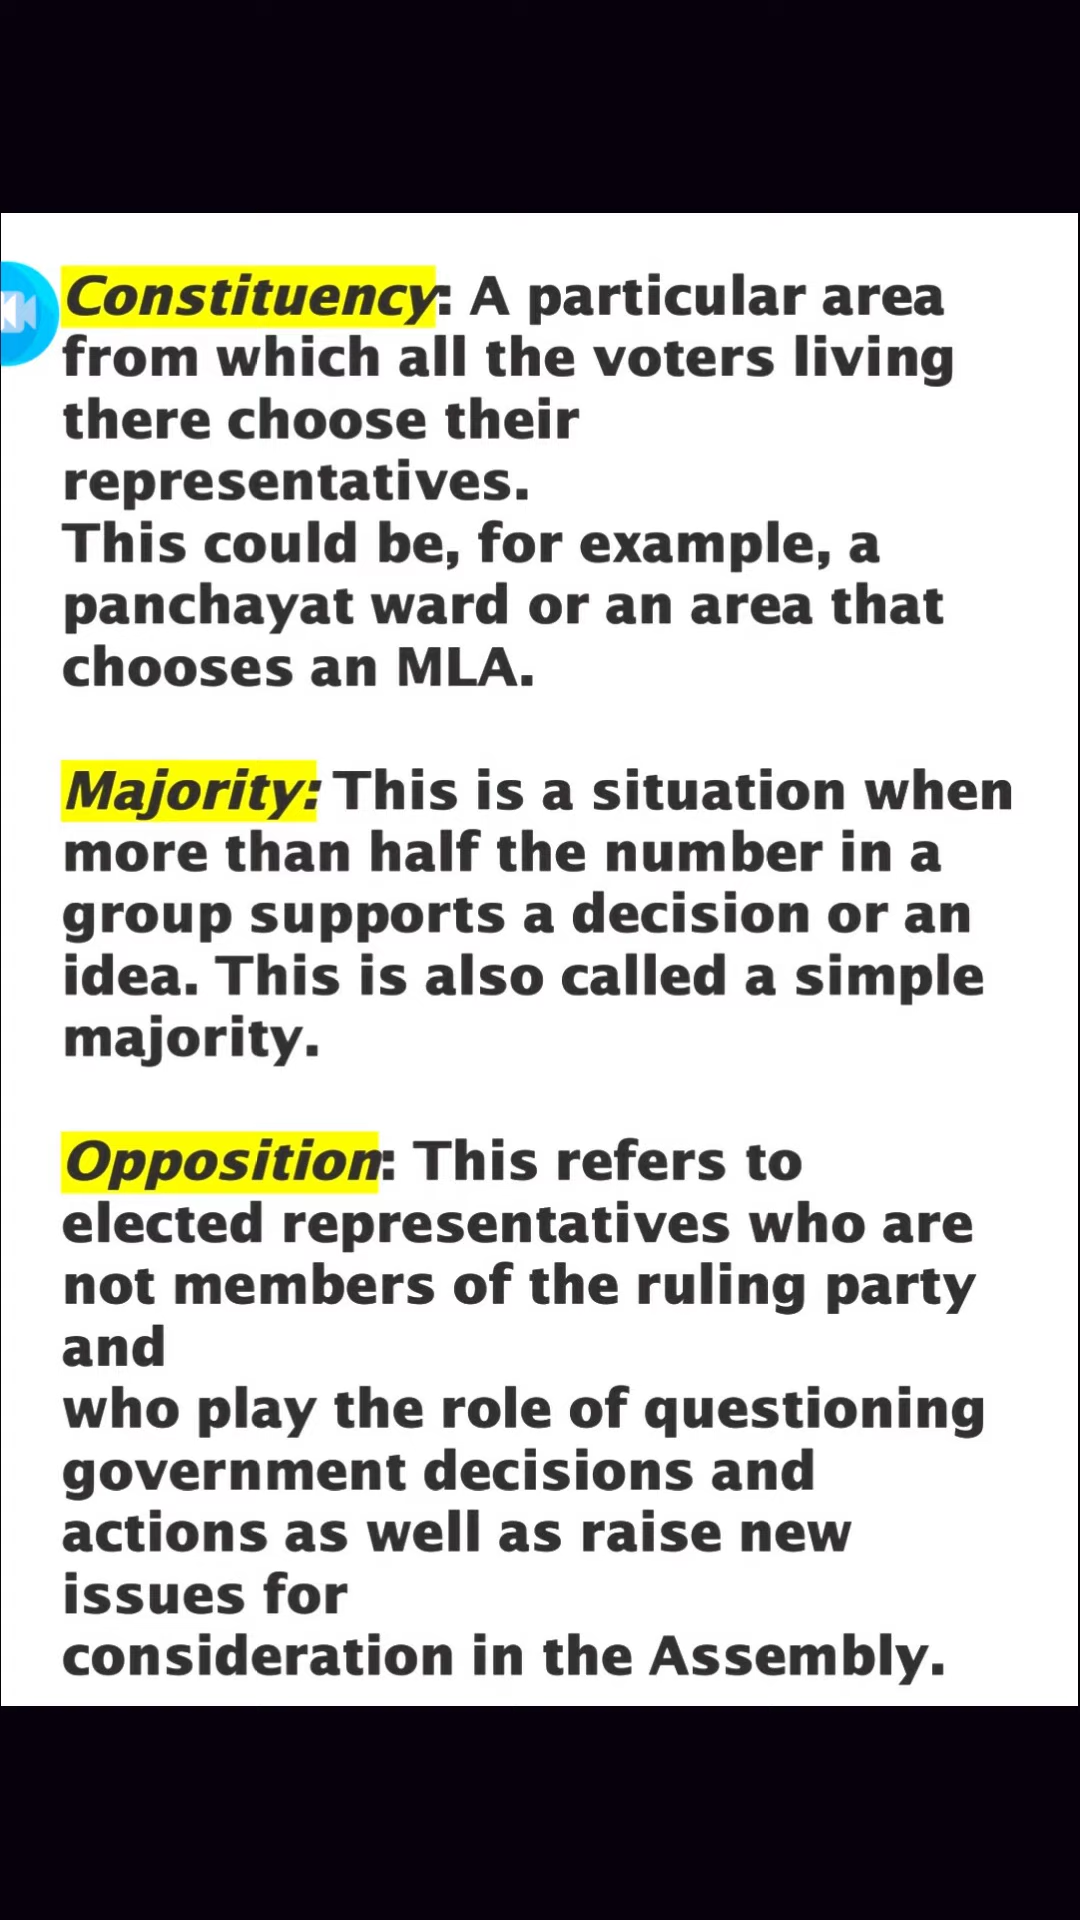 Constituency: A particular area
from which all the voters living
there choose their
representatives.
This could be, for example, a
panchayat ward or an area that
chooses an MLA.
Majority: This is a situation when
more than half the number in a
group supports a decision or an
idea. This is also called a simple
majority.
Opposition: This refers to
elected representatives who are
not members of the ruling party
and
who play the role of questioning
government decisions and
actions as well as raise new
issues for
consideration in the Assembly.